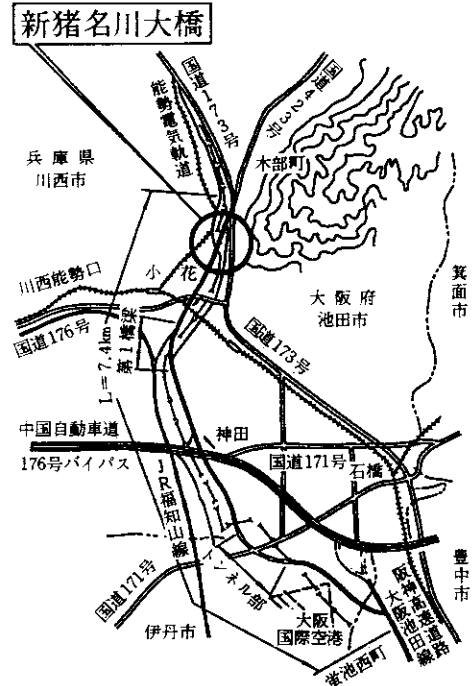 新猪名川大橋
国道173号
国道423号
能勢電気軌道
兵庫県
川西市
木部町
箕面市
小花
川西能勢口
大阪府
池田市
国道176号
L=7.4km
第1橋梁
国道173号
中国自動車道
神田
176号バイパス
国道171号
石橋
JR福知山線
豊中市
国道171号
トンネル部
大阪
国際空港
阪神高速道路
大阪池田線
伊丹市
蛍池西町